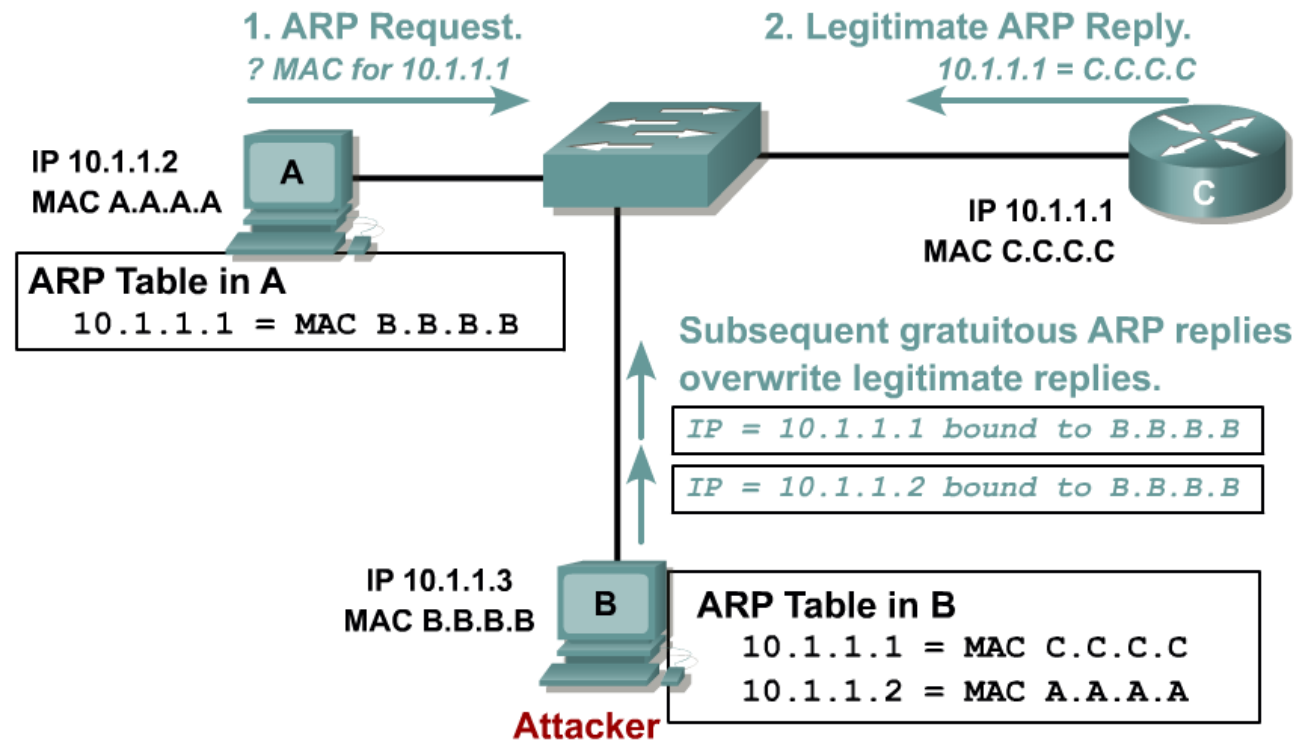 1. ARP Request.
? MAC for 10.1.1.1
2. Legitimate ARP Reply.
10.1.1.1 = C.C.C.C
IP 10.1.1.2
MAC A.A.A.A
A
C
IP 10.1.1.1
MAC C.C.C.C
ARP Table in A
10.1.1.1 = MAC B.B.B.B
Subsequent gratuitous ARP replies
overwrite legitimate replies.
IP = 10.1.1.1 bound to B.B.B.B
IP = 10.1.1.2 bound to B.B.B.B
IP 10.1.1.3
MAC B.B.B.B
B
Attacker
ARP Table in B
10.1.1.1 = MAC C.C.C.C
10.1.1.2 = MAC A.A.A.A